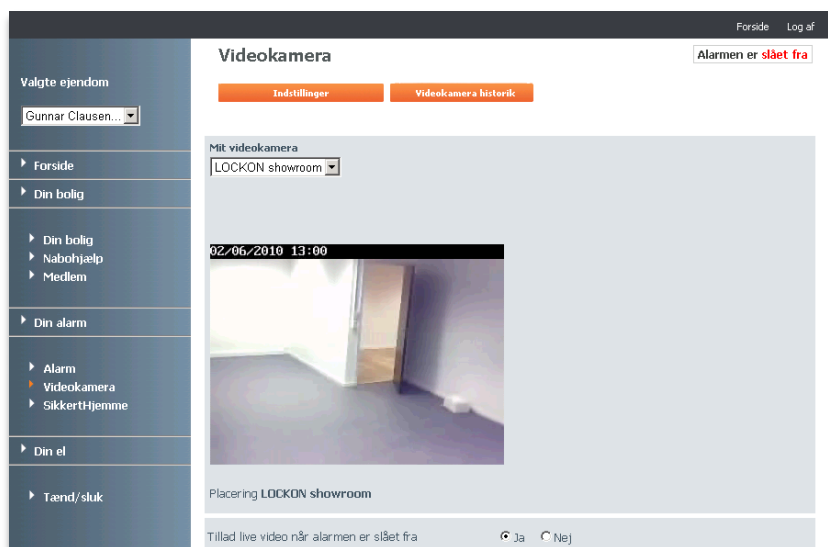 Forside Log af
Videokamera
Alarmen er slået fra
Valgte ejendom
Indstillinger
Videokamera historik
Gunnar Clausen...
Mit videokamera
LOCKON showroom
Forside
Din bolig
Din bolig
Nabohjælp
Medlem
02/06/2010 13:00
Din alarm
Alarm
Videokamera
SikkertHjemme
Din el
Tænd/sluk
Placering LOCKON showroom
Tillad live video når alarmen er slået fra Ja Nej